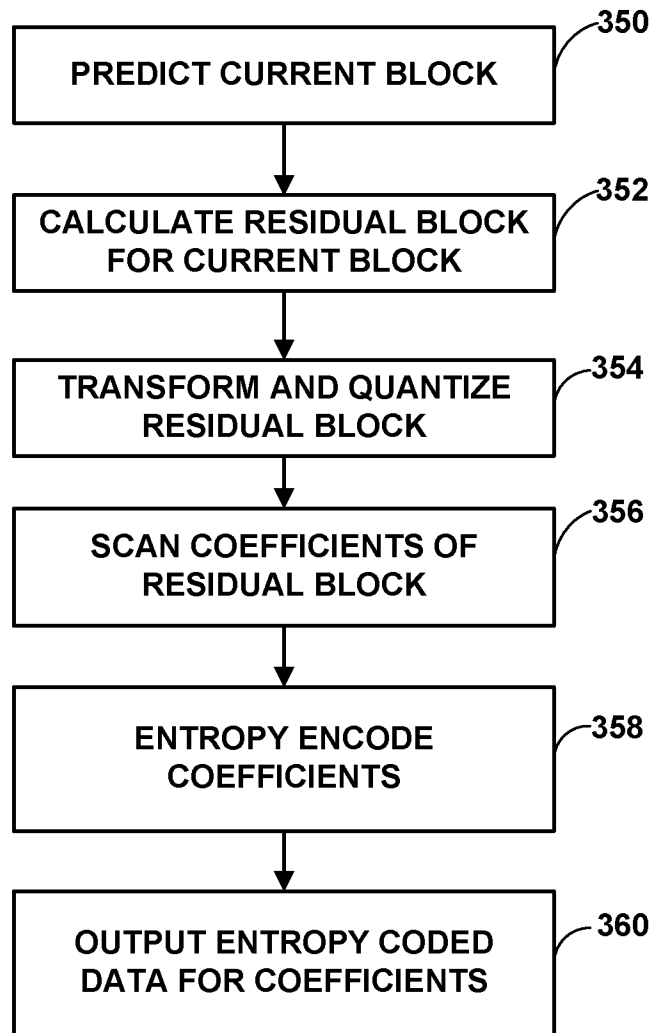 350
PREDICT CURRENT BLOCK
352
CALCULATE RESIDUAL BLOCK
FOR CURRENT BLOCK
354
TRANSFORM AND QUANTIZE
RESIDUAL BLOCK
356
SCAN COEFFICIENTS OF
RESIDUAL BLOCK
358
ENTROPY ENCODE
COEFFICIENTS
360
OUTPUT ENTROPY CODED
DATA FOR COEFFICIENTS